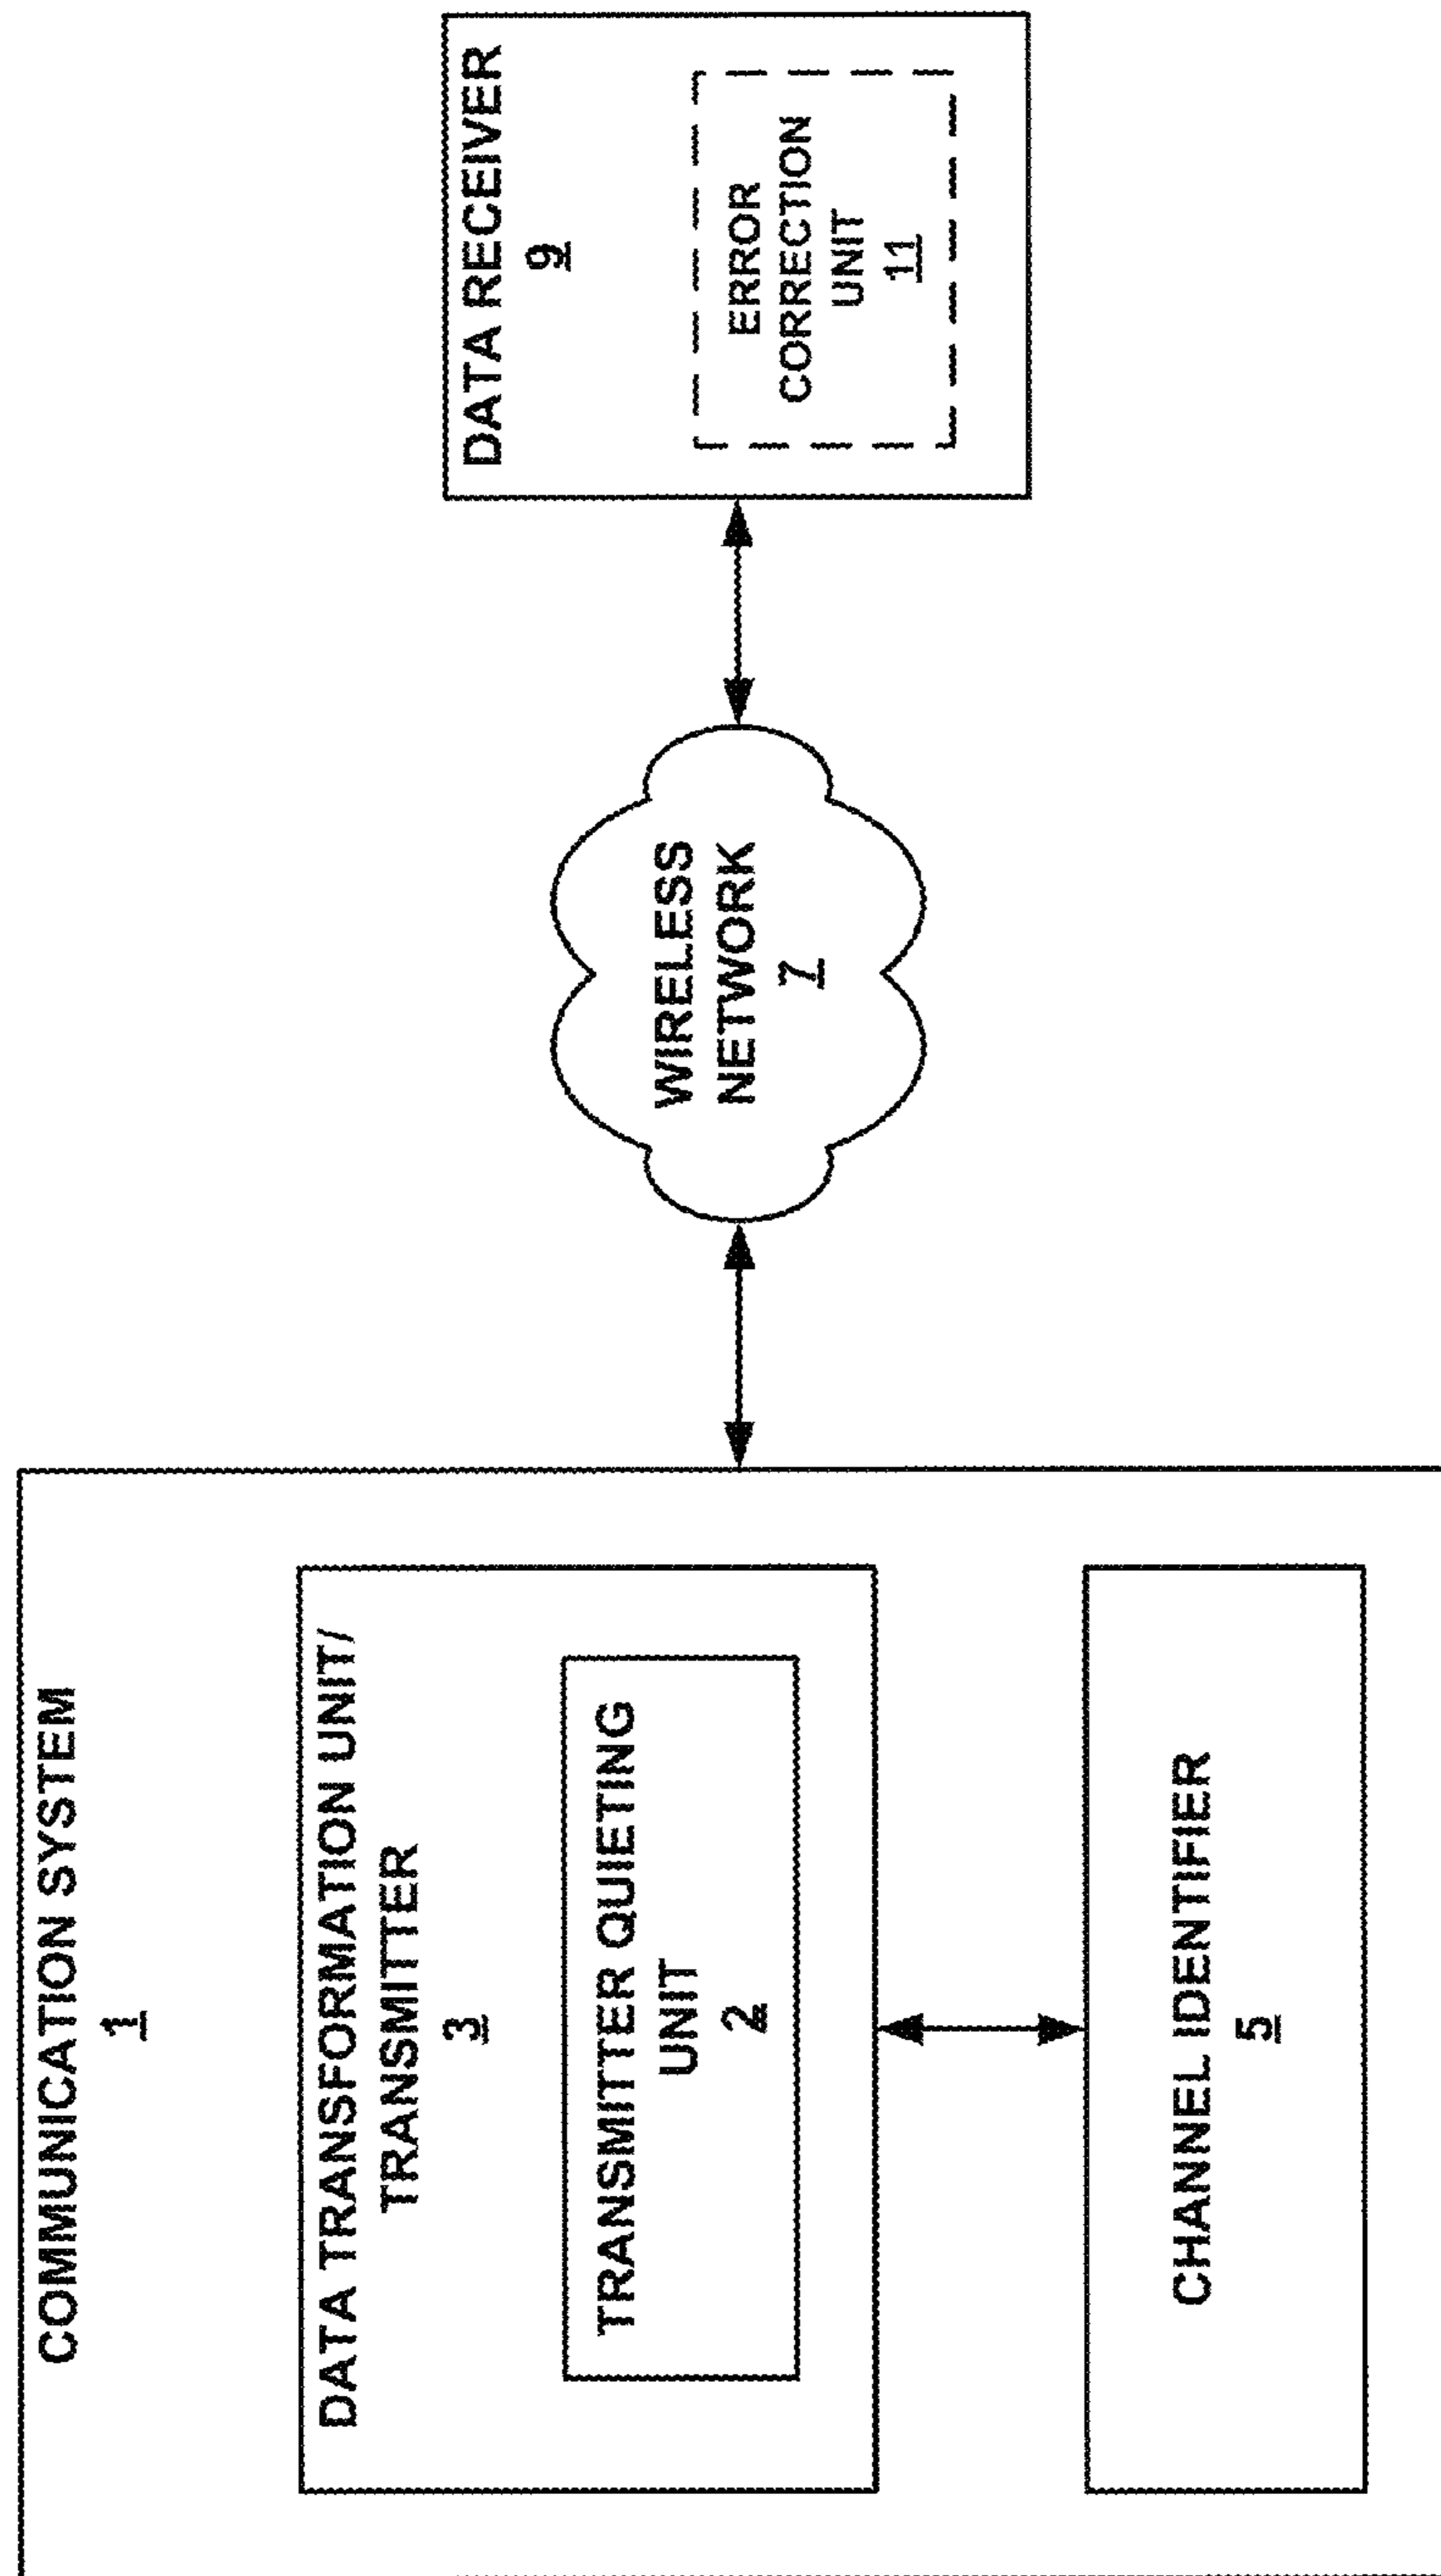 COMMUNICATION SYSTEM
1
DATA TRANSFORMATION UNIT/
TRANSMITTER
3
TRANSMITTER QUIETING
UNIT
2
CHANNEL IDENTIFIER
5
WIRELESS
NETWORK
7
DATA RECEIVER
9
ERROR
CORRECTION
UNIT
11